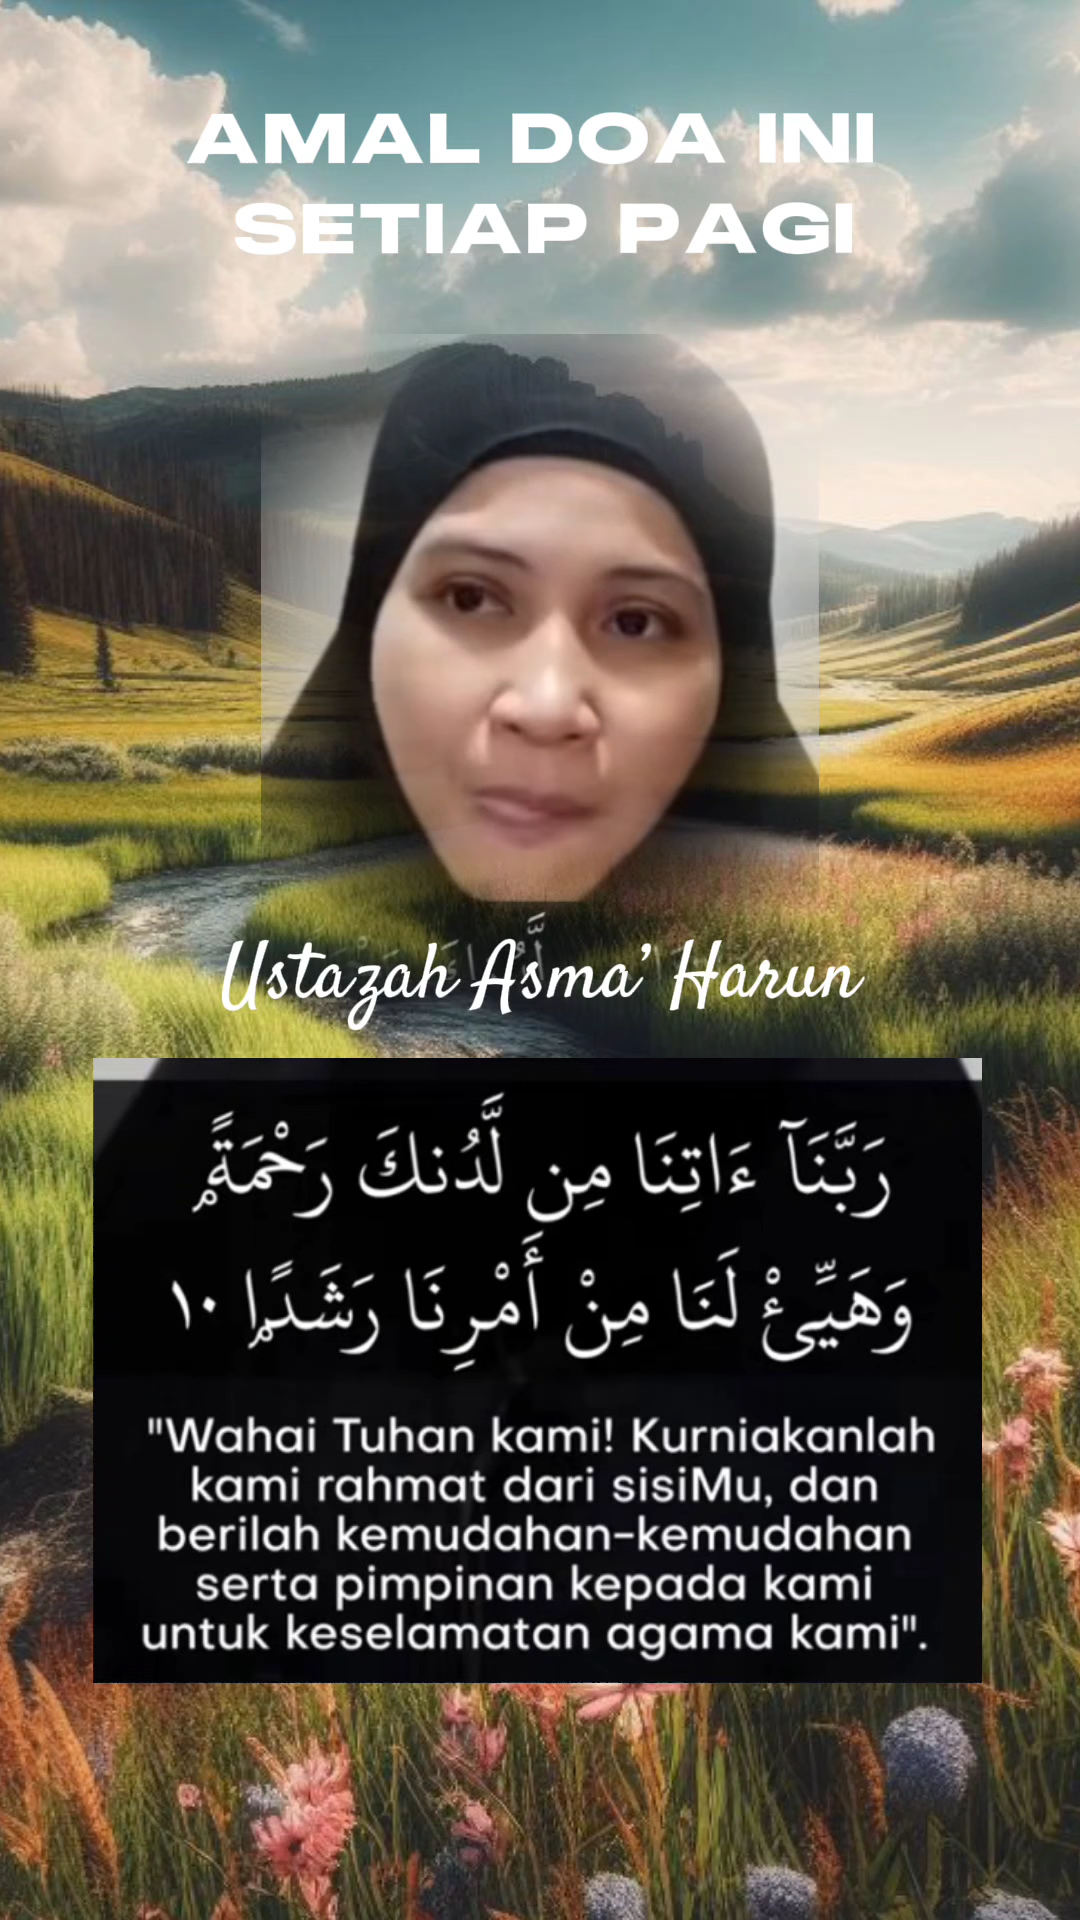 AMAL DOA INI
SETIAP PAGI
Ustazah Asma’ Harun
رَبَّنَآ ءَاتِنَا مِن لَّدُنكَ رَحْمَةًۭ
وَهَيِّئْ لَنَا مِنْ أَمْرِنَا رَشَدًۭا ١٠
"Wahai Tuhan kami! Kurniakanlah
kami rahmat dari sisiMu, dan
berilah kemudahan-kemudahan
serta pimpinan kepada kami
untuk keselamatan agama kami".